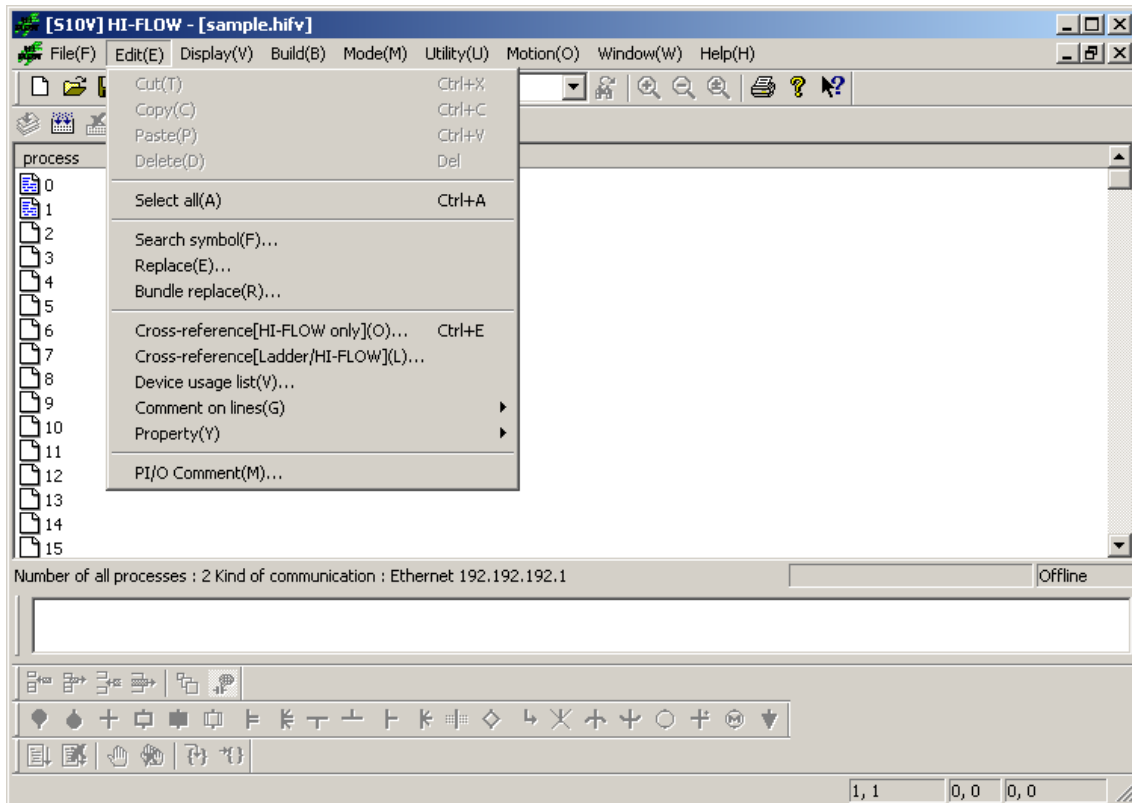 [S10V] HI-FLOW - [sample.hifv]
File(F) Edit(E) Display(V) Build(B) Mode(M) Utility(U) Motion(O) Window(W) Help(H)
Cut(T) Ctrl+X
Copy(C) Ctrl+C
Paste(P) Ctrl+V
Delete(D) Del
Select all(A) Ctrl+A
Search symbol(F)...
Replace(E)...
Bundle replace(R)...
Cross-reference[HI-FLOW only](O)... Ctrl+E
Cross-reference[Ladder/HI-FLOW](L)...
Device usage list(V)...
Comment on lines(G)
Property(Y)
PI/O Comment(M)...
process
0
1
2
3
4
5
6
7
8
9
10
11
12
13
14
15
Number of all processes : 2 Kind of communication : Ethernet 192.192.192.1 Offline
1, 1 0, 0 0, 0